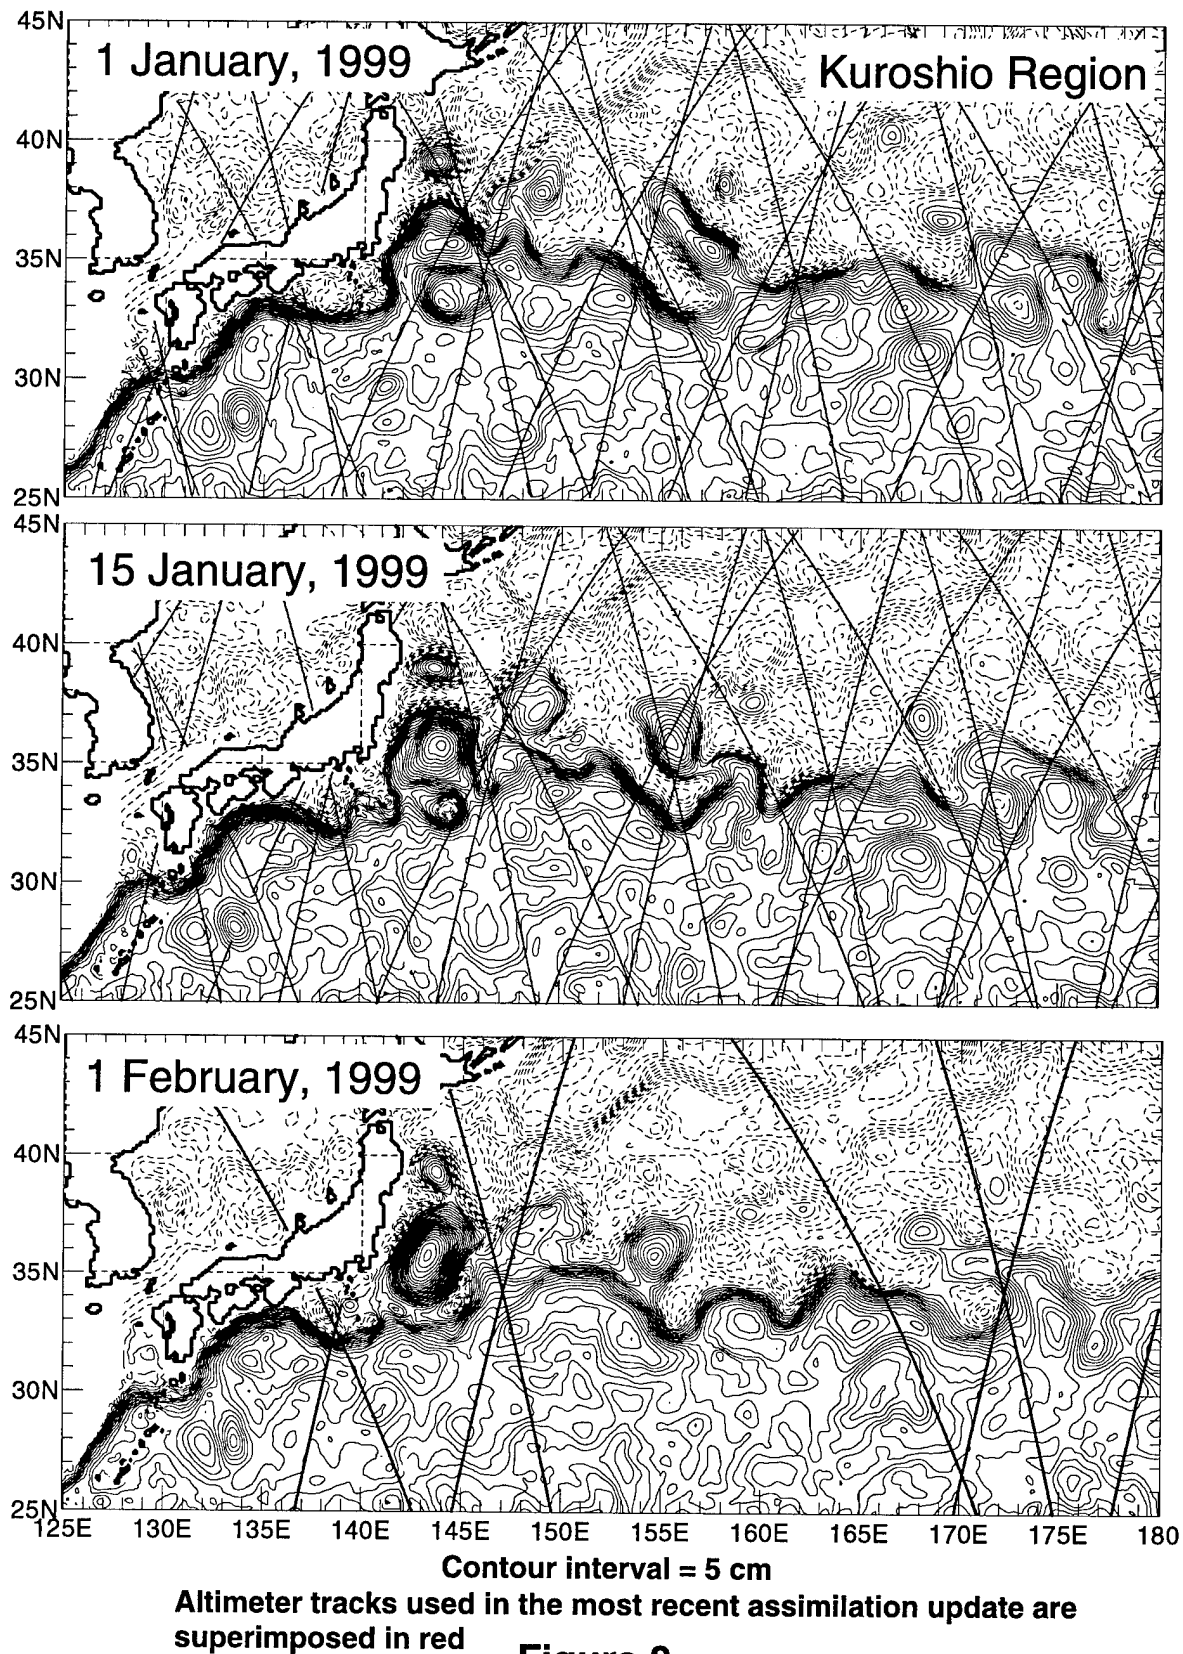 45N
1 January, 1999
Kuroshio Region
40N
35N
30N
25N
45N
15 January, 1999
40N
35N
30N
25N
45N
1 February, 1999
40N
35N
30N
25N
125E 130E 135E 140E 145E 150E 155E 160E 165E 170E 175E 180
Contour interval = 5 cm
Altimeter tracks used in the most recent assimilation update are
superimposed in red
Figure